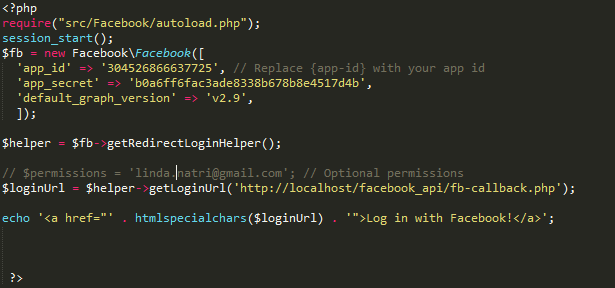 <?php
require("src/Facebook/autoload.php");
session_start();
$fb = new Facebook\Facebook([
'app_id' => '304526866637725', // Replace {app-id} with your app id
'app_secret' => 'b0a6ff6fac3ade8338b678b8e4517d4b',
'default_graph_version' => 'v2.9',
]);
$helper = $fb->getRedirectLoginHelper();
// $permissions = 'linda.natri@gmail.com'; // Optional permissions
$loginUrl = $helper->getLoginUrl('http://localhost/facebook_api/fb-callback.php');
echo '<a href="' . htmlspecialchars($loginUrl) . '">Log in with Facebook!</a>';
?>